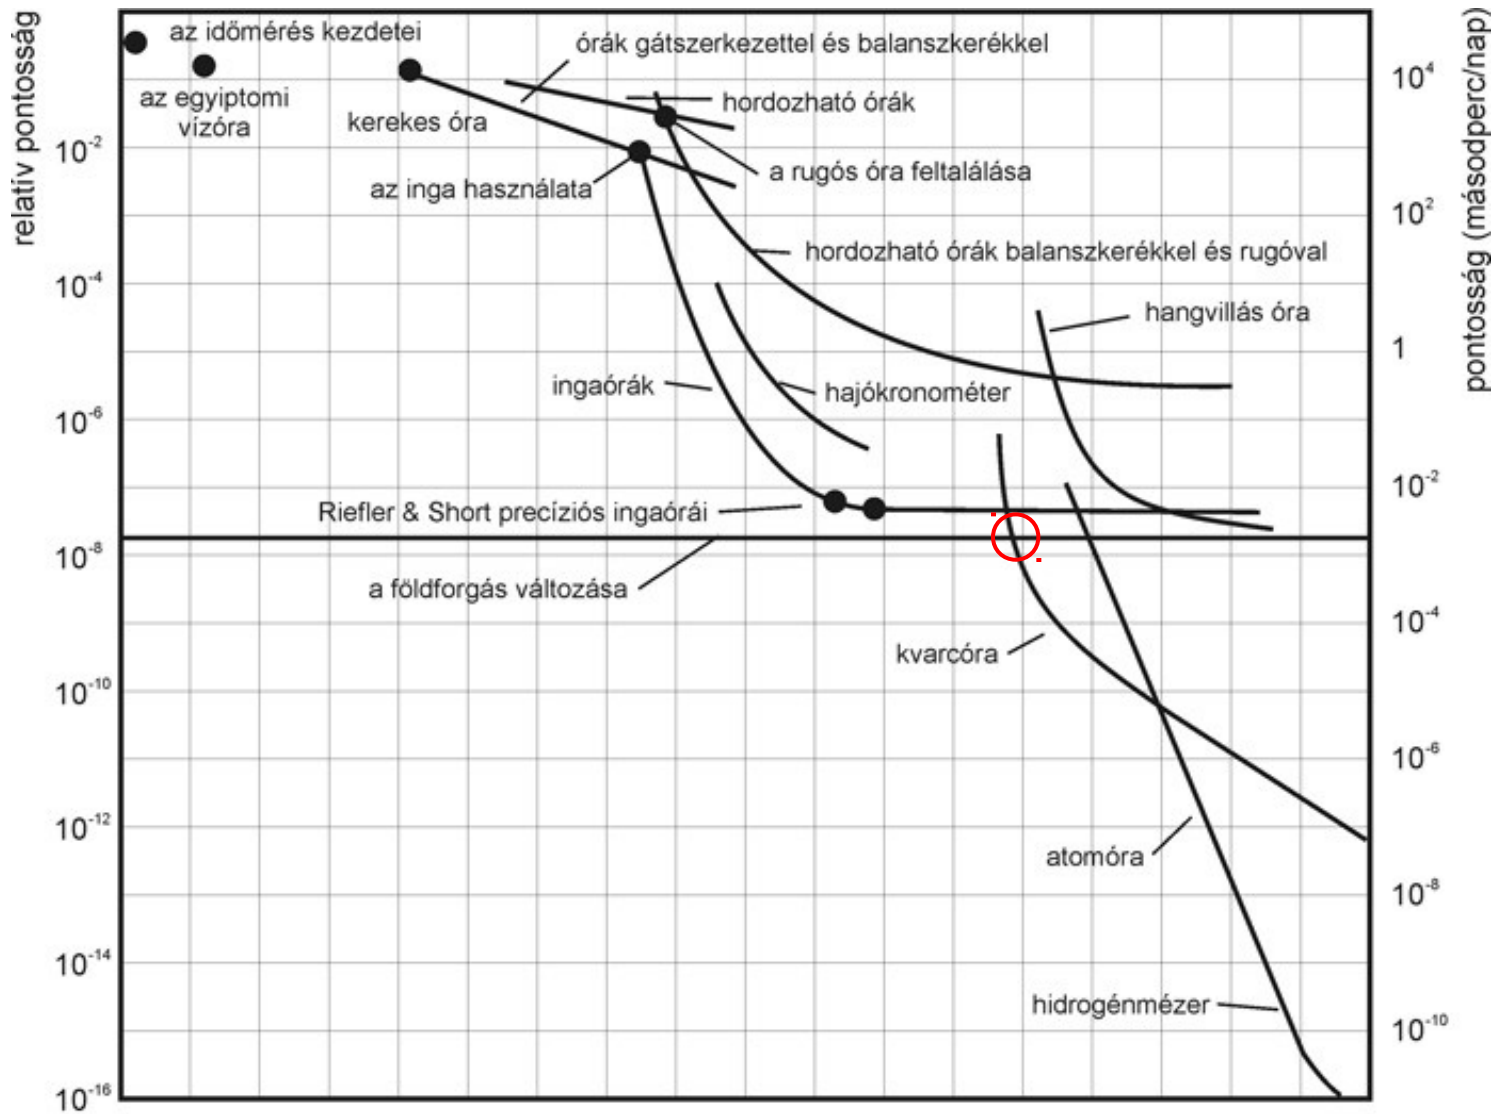 relatív pontosság
10-2
10-4
10-6
10-8
10-10
10-12
10-14
10-16
az időmérés kezdetei
az egyiptomi
vízóra
kerekes óra
órák gátszerkezettel és balanszkerékkel
hordozható órák
az inga használata
a rugós óra feltalálása
hordozható órák balanszkerékkel és rugóval
hangvillás óra
ingaórák
hajókronométer
Riefler & Short precíziós ingaórái
a földforgás változása
kvarcóra
atomóra
hidrogénmézer
pontosság (másodperc/nap)
104
102
1
10-2
10-4
10-6
10-8
10-10